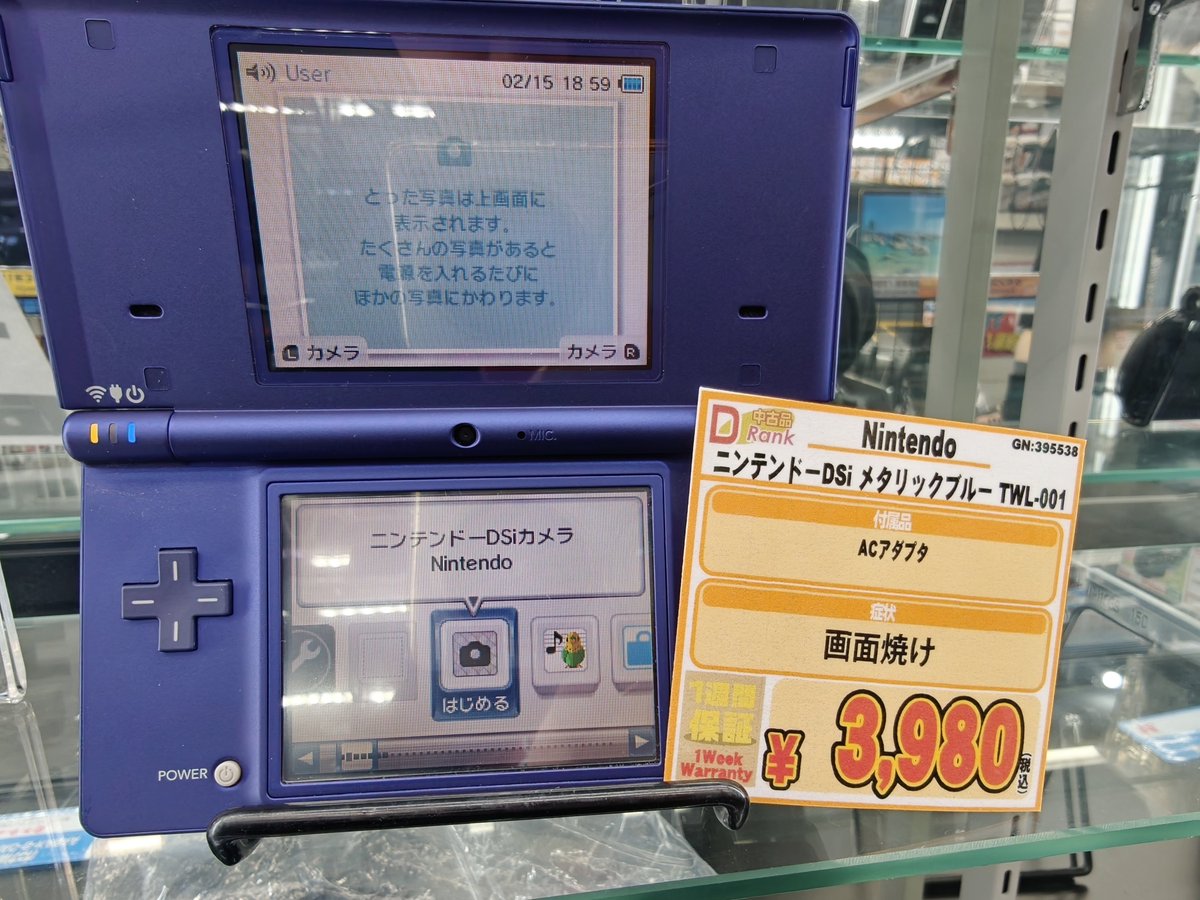 User
02/15 18 59
とった写真は上画面に
表示されます。
たくさんの写真があると
電源を入れるたびに
ほかの写真にかわります。
L カメラ
カメラ R
MIC.
ニンテンドーDSiカメラ
Nintendo
はじめる
POWER
D 中古品
Rank
Nintendo
GN:395538
ニンテンドーDSi メタリックブルー TWL-001
付属品
ACアダプタ
症状
画面焼け
1週間
保証
1Week
Warranty
¥3,980(税込)